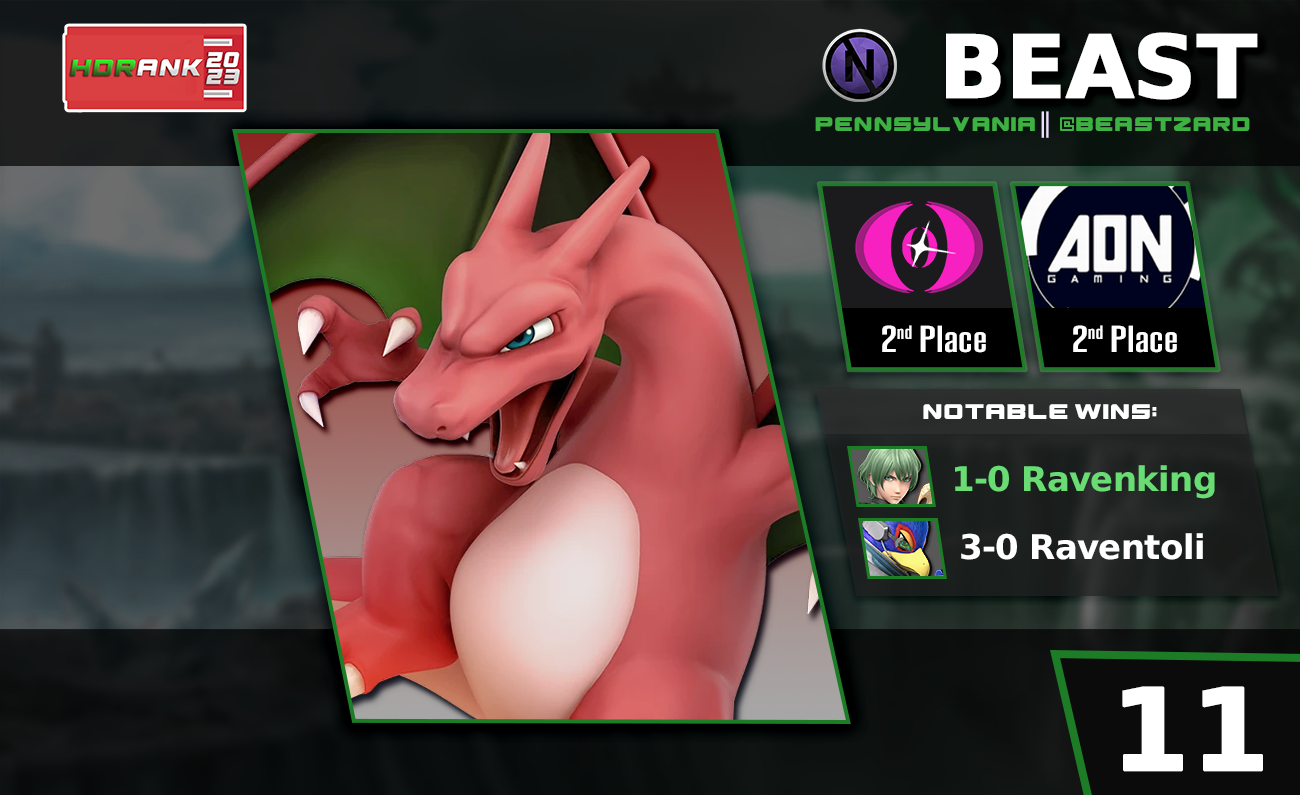 HDRANK 2023
N BEAST
PENNSYLVANIA || @BEASTZARD
AON
GAMING
2nd Place
2nd Place
NOTABLE WINS:
1-0 Ravenking
3-0 Raventoli
11